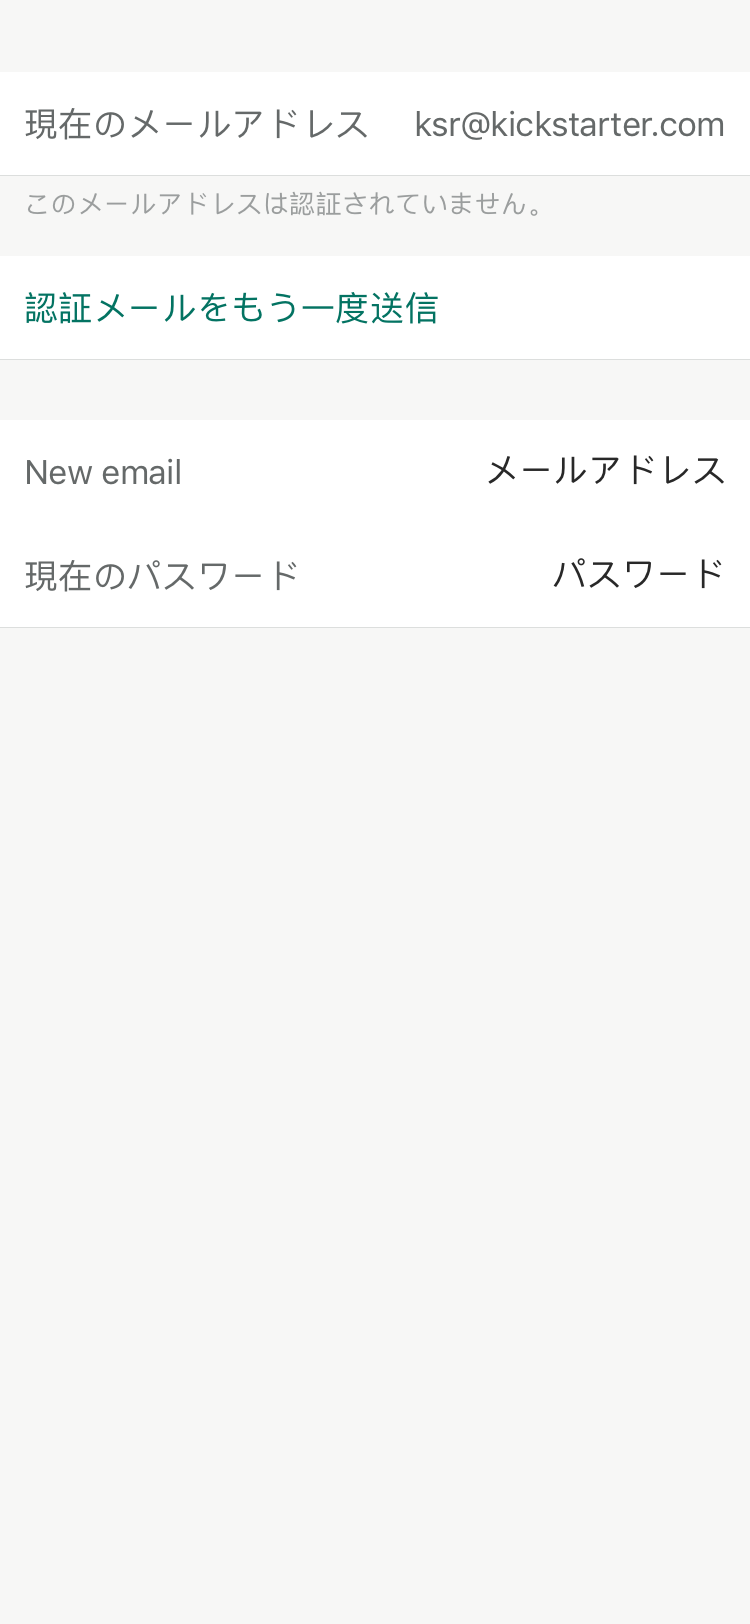 現在のメールアドレス ksr@kickstarter.com
このメールアドレスは認証されていません。
認証メールをもう一度送信
New email メールアドレス
現在のパスワード パスワード